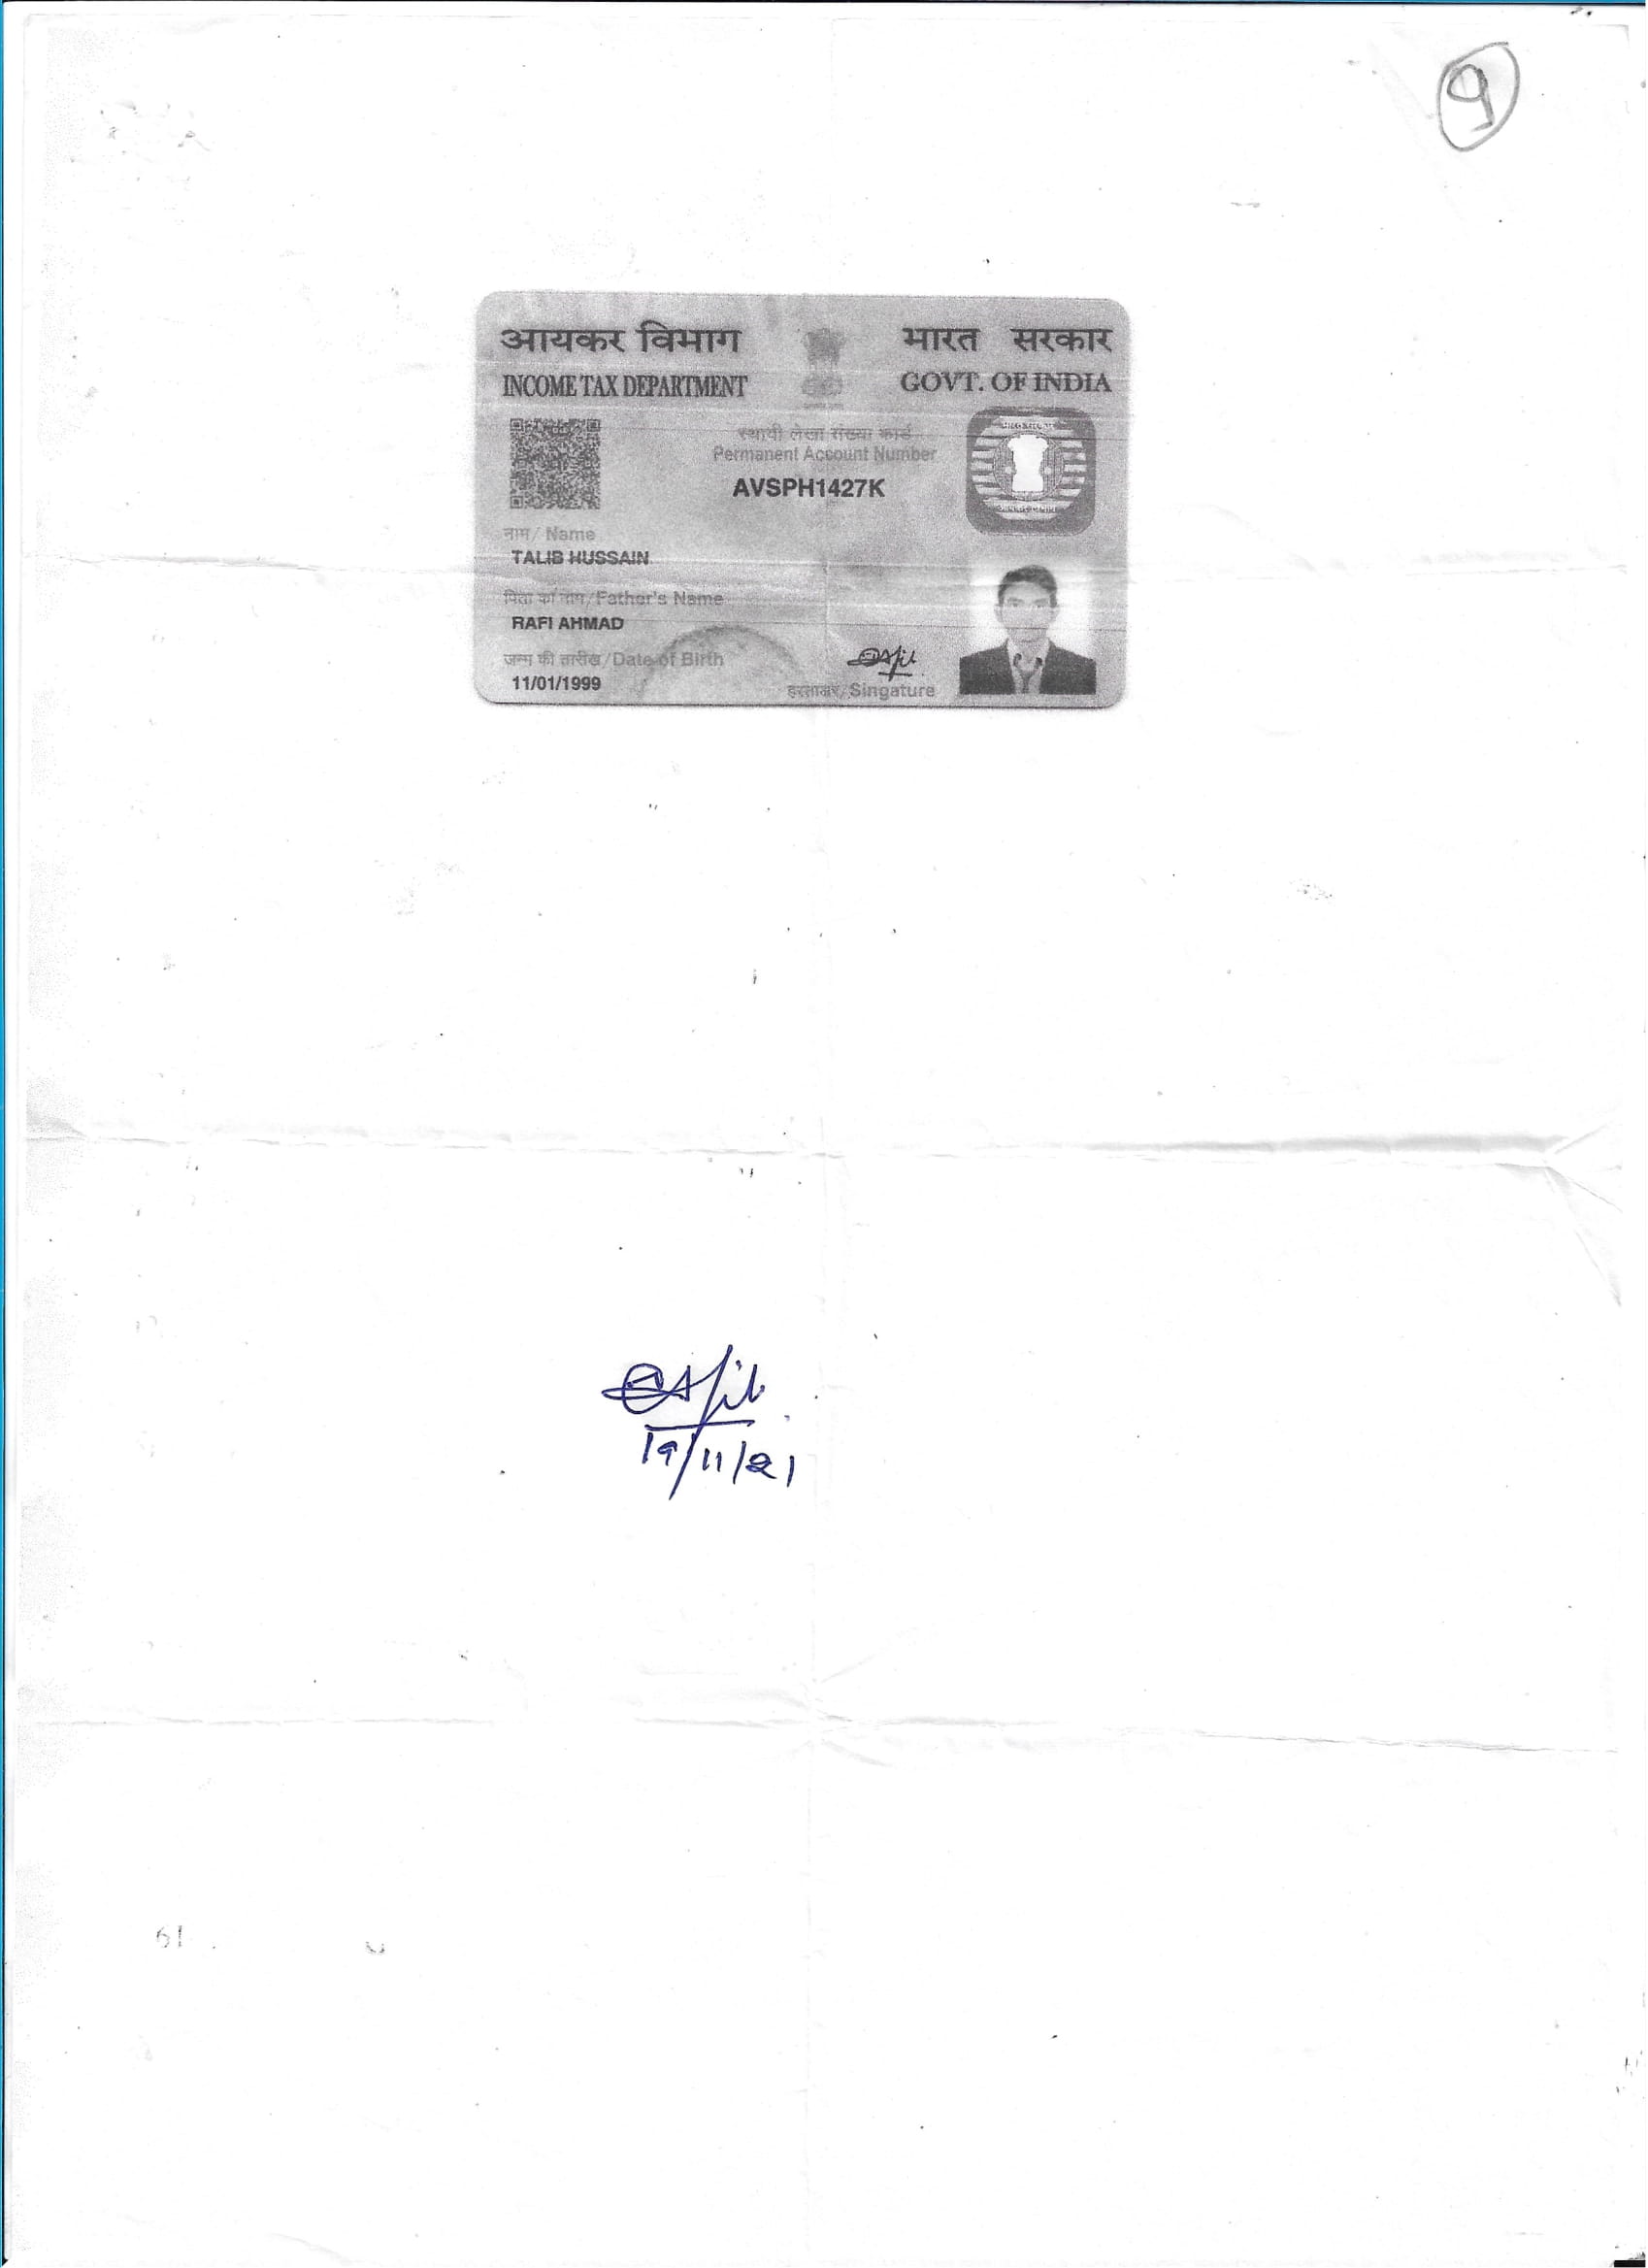 9
आयकर विभाग भारत सरकार
INCOME TAX DEPARTMENT GOVT. OF INDIA
स्थायी लेखा संख्या कार्ड
Permanent Account Number
AVSPH1427K
नाम / Name
TALIB HUSSAIN
पिता का नाम / Father's Name
RAFI AHMAD
जन्म की तारीख / Date of Birth
11/01/1999
हस्ताक्षर / Singature
19/11/21